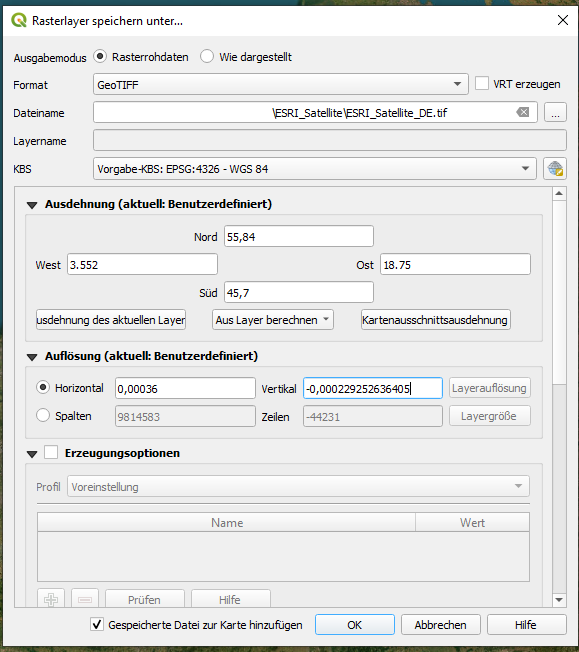 Rasterlayer speichern unter...
Ausgabemodus Rasterrohdaten Wie dargestellt
Format GeoTIFF VRT erzeugen
Dateiname \ESRI_Satellite\ESRI_Satellite_DE.tif ...
Layername
KBS Vorgabe-KBS: EPSG:4326 - WGS 84
Ausdehnung (aktuell: Benutzerdefiniert)
Nord 55,84
West 3.552 Ost 18.75
Süd 45,7
usdehnung des aktuellen Layer Aus Layer berechnen Kartenausschnittsausdehnung
Auflösung (aktuell: Benutzerdefiniert)
Horizontal 0,00036 Vertikal -0,000229252636405 Layerauflösung
Spalten 9814583 Zeilen -44231 Layergröße
Erzeugungsoptionen
Profil Voreinstellung
Name Wert
Prüfen Hilfe
Gespeicherte Datei zur Karte hinzufügen OK Abbrechen Hilfe